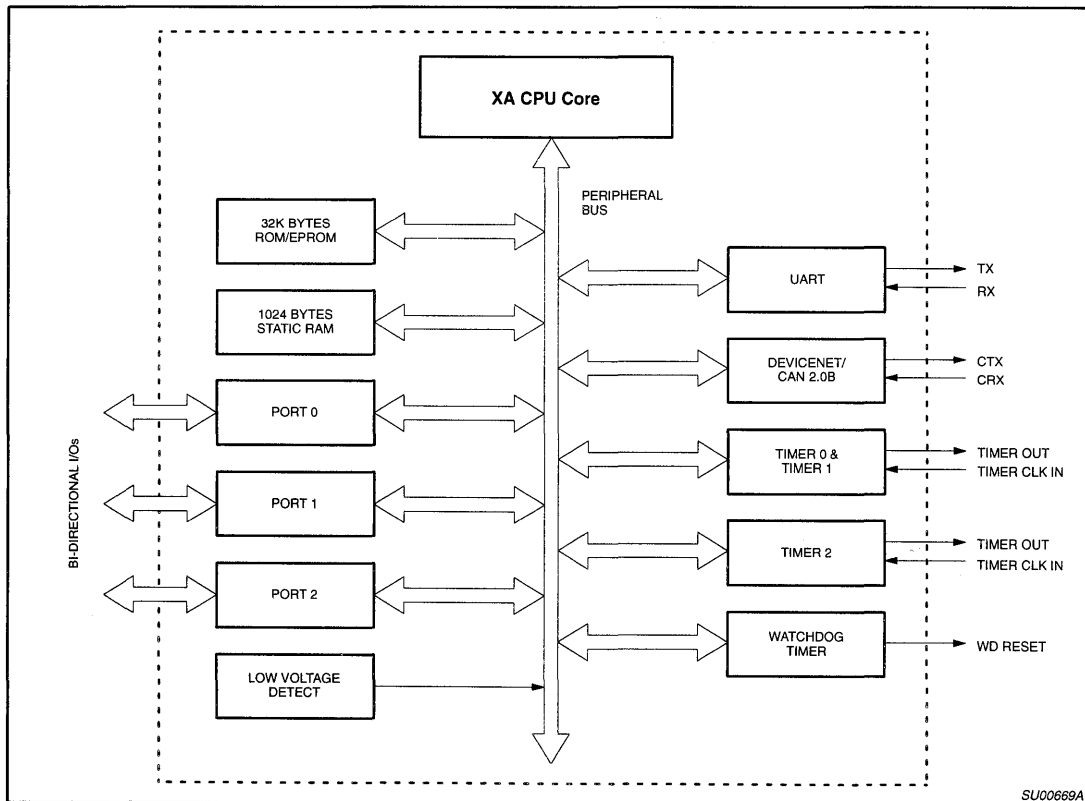 XA CPU Core
PERIPHERAL
BUS
32K BYTES
ROM/EPROM
1024 BYTES
STATIC RAM
PORT 0
PORT 1
PORT 2
LOW VOLTAGE
DETECT
BI-DIRECTIONAL I/Os
UART
TX
RX
DEVICENET/
CAN 2.0B
CTX
CRX
TIMER 0 &
TIMER 1
TIMER OUT
TIMER CLK IN
TIMER 2
TIMER OUT
TIMER CLK IN
WATCHDOG
TIMER
WD RESET
SU00669A